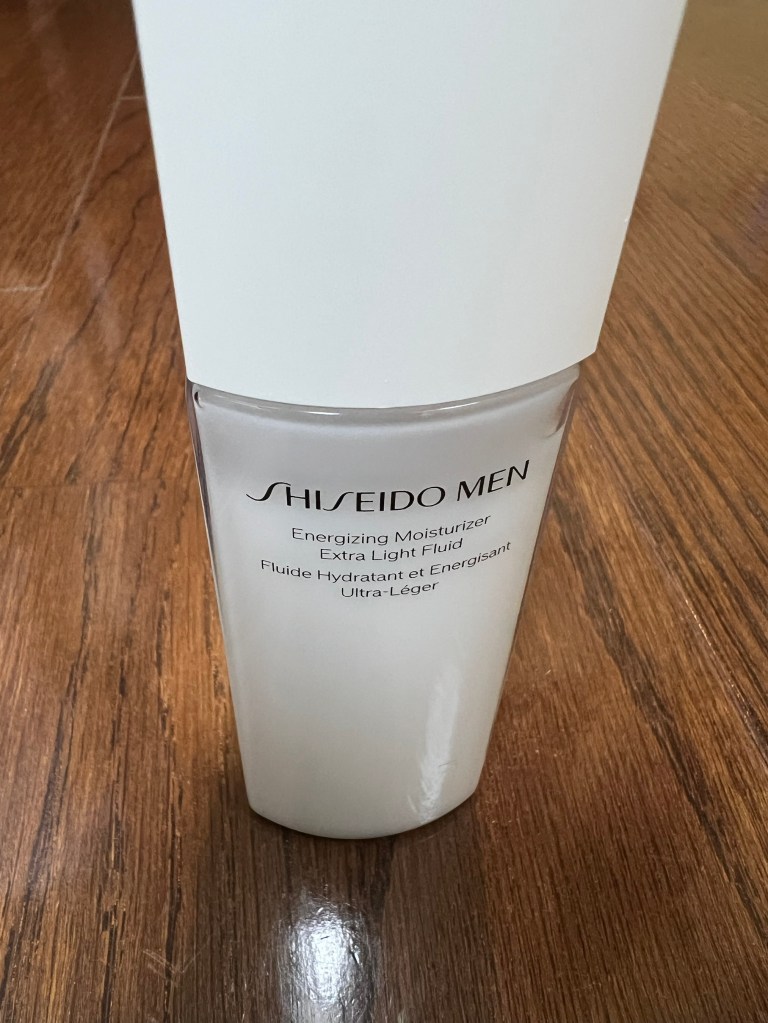 SHISEIDO MEN
Energizing Moisturizer
Extra Light Fluid
Fluide Hydratant et Energisant
Ultra-Léger